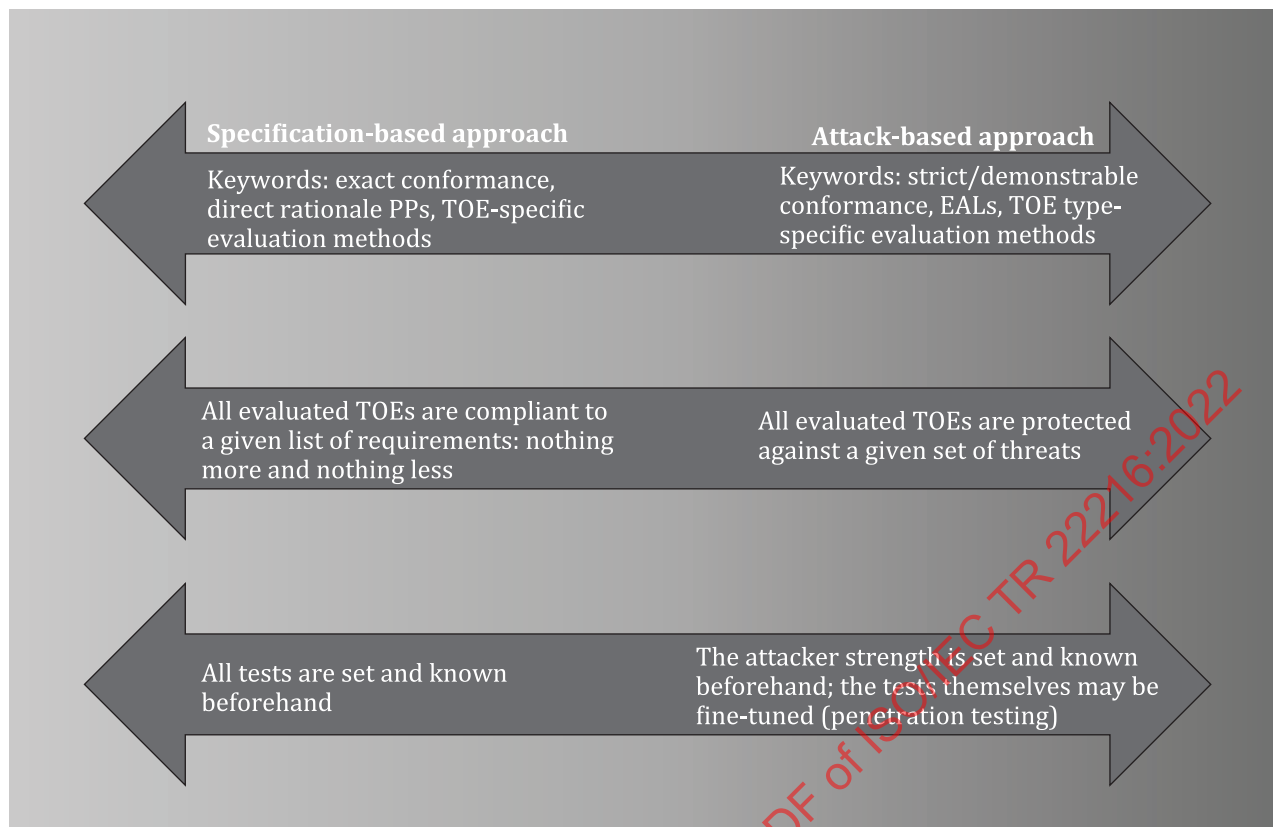 Specification-based approach
Keywords: exact conformance,
direct rationale PPs, TOE-specific
evaluation methods
Attack-based approach
Keywords: strict/demonstrable
conformance, EALs, TOE type-
specific evaluation methods
All evaluated TOEs are compliant to
a given list of requirements: nothing
more and nothing less
All evaluated TOEs are protected
against a given set of threats
All tests are set and known
beforehand
The attacker strength is set and known
beforehand; the tests themselves may be
fine-tuned (penetration testing)
of ISO/IEC TR 22216:2022